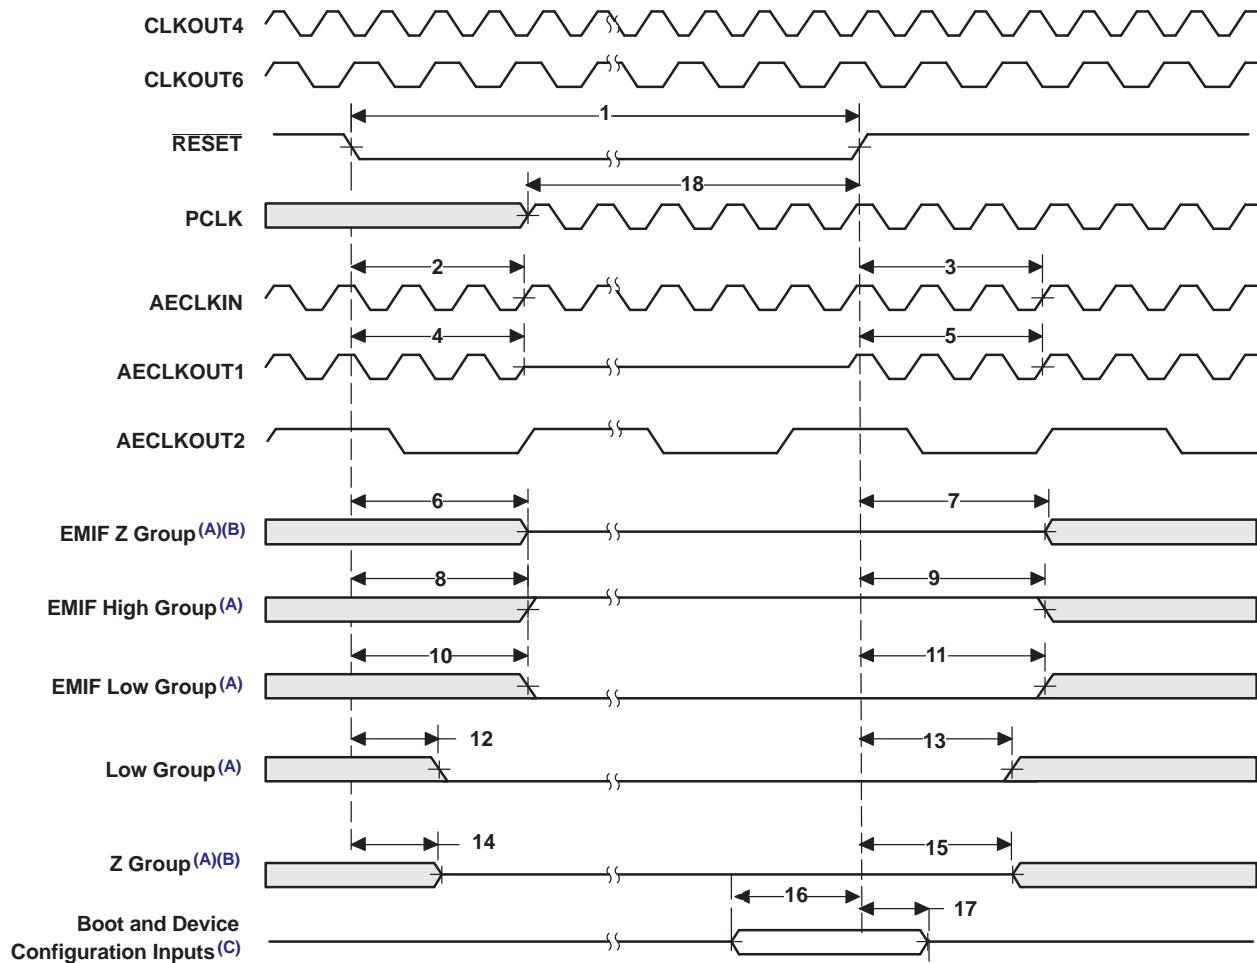 CLKOUT4
CLKOUT6
1
RESET
18
PCLK
2
3
AECLKIN
4
5
AECLKOUT1
AECLKOUT2
6
7
EMIF Z Group (A)(B)
8
9
EMIF High Group (A)
10
11
EMIF Low Group (A)
12
13
Low Group (A)
14
15
Z Group (A)(B)
16
17
Boot and Device
Configuration Inputs (C)